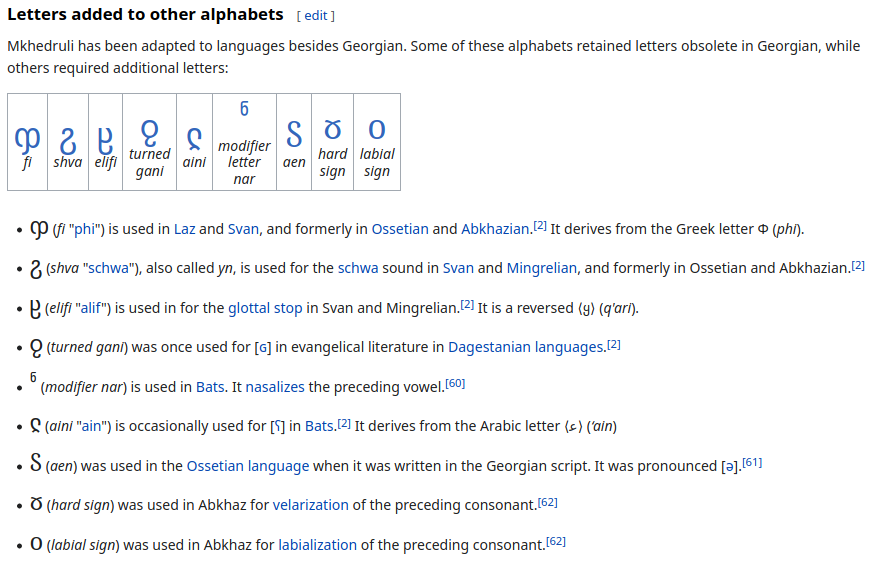 Letters added to other alphabets [ edit ]
Mkhedruli has been adapted to languages besides Georgian. Some of these alphabets retained letters obsolete in Georgian, while
others required additional letters:
ჶ ჷ ჸ ჹ ჺ ჼ ჽ ჾ ჿ
fi shva elifi turned gani aini modifier letter nar aen hard sign labial sign
• ჶ (fi "phi") is used in Laz and Svan, and formerly in Ossetian and Abkhazian.[2] It derives from the Greek letter Φ (phi).
• ჷ (shva "schwa"), also called yn, is used for the schwa sound in Svan and Mingrelian, and formerly in Ossetian and Abkhazian.[2]
• ჸ (elifi "alif") is used in for the glottal stop in Svan and Mingrelian.[2] It is a reversed ⟨ყ⟩ (q'ari).
• ჹ (turned gani) was once used for [ɢ] in evangelical literature in Dagestanian languages.[2]
• ჼ (modifier nar) is used in Bats. It nasalizes the preceding vowel.[60]
• ჺ (aini "ain") is occasionally used for [ʕ] in Bats.[2] It derives from the Arabic letter ⟨ع⟩ (ʿain)
• ჽ (aen) was used in the Ossetian language when it was written in the Georgian script. It was pronounced [ə].[61]
• ჾ (hard sign) was used in Abkhaz for velarization of the preceding consonant.[62]
• ჿ (labial sign) was used in Abkhaz for labialization of the preceding consonant.[62]